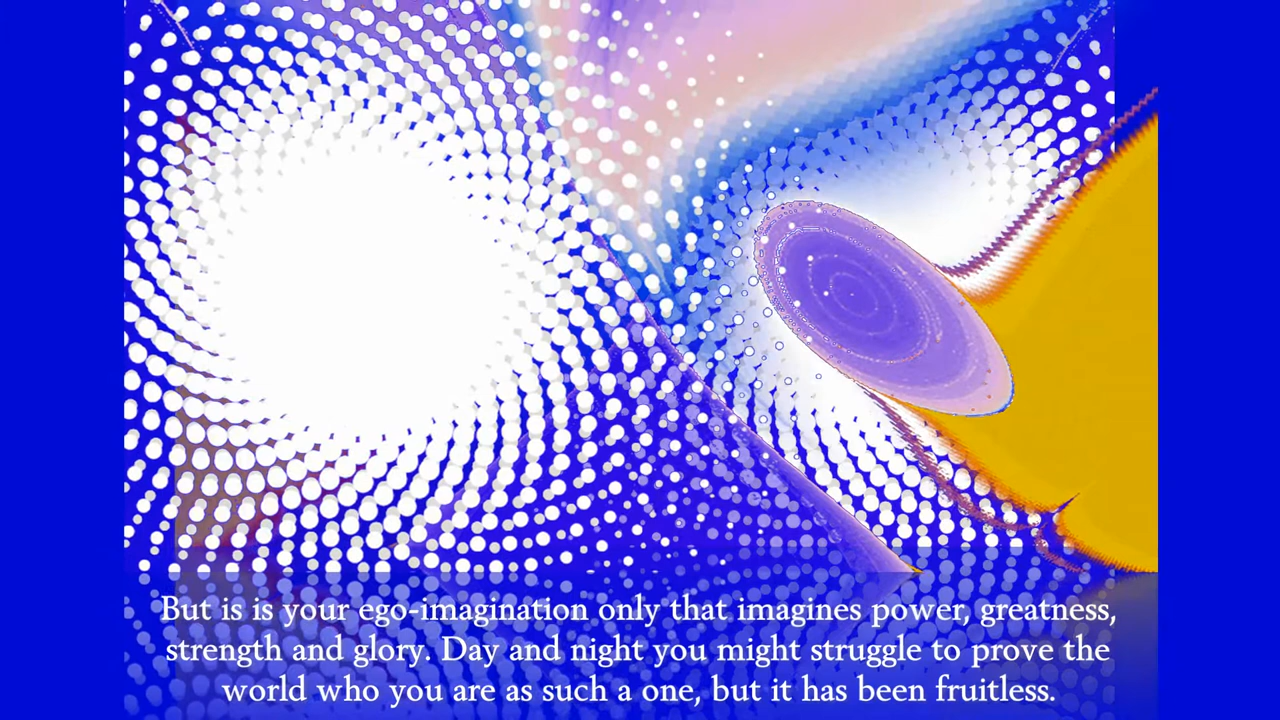 But is is your ego-imagination only that imagines power, greatness,
strength and glory. Day and night you might struggle to prove the
world who you are as such a one, but it has been fruitless.